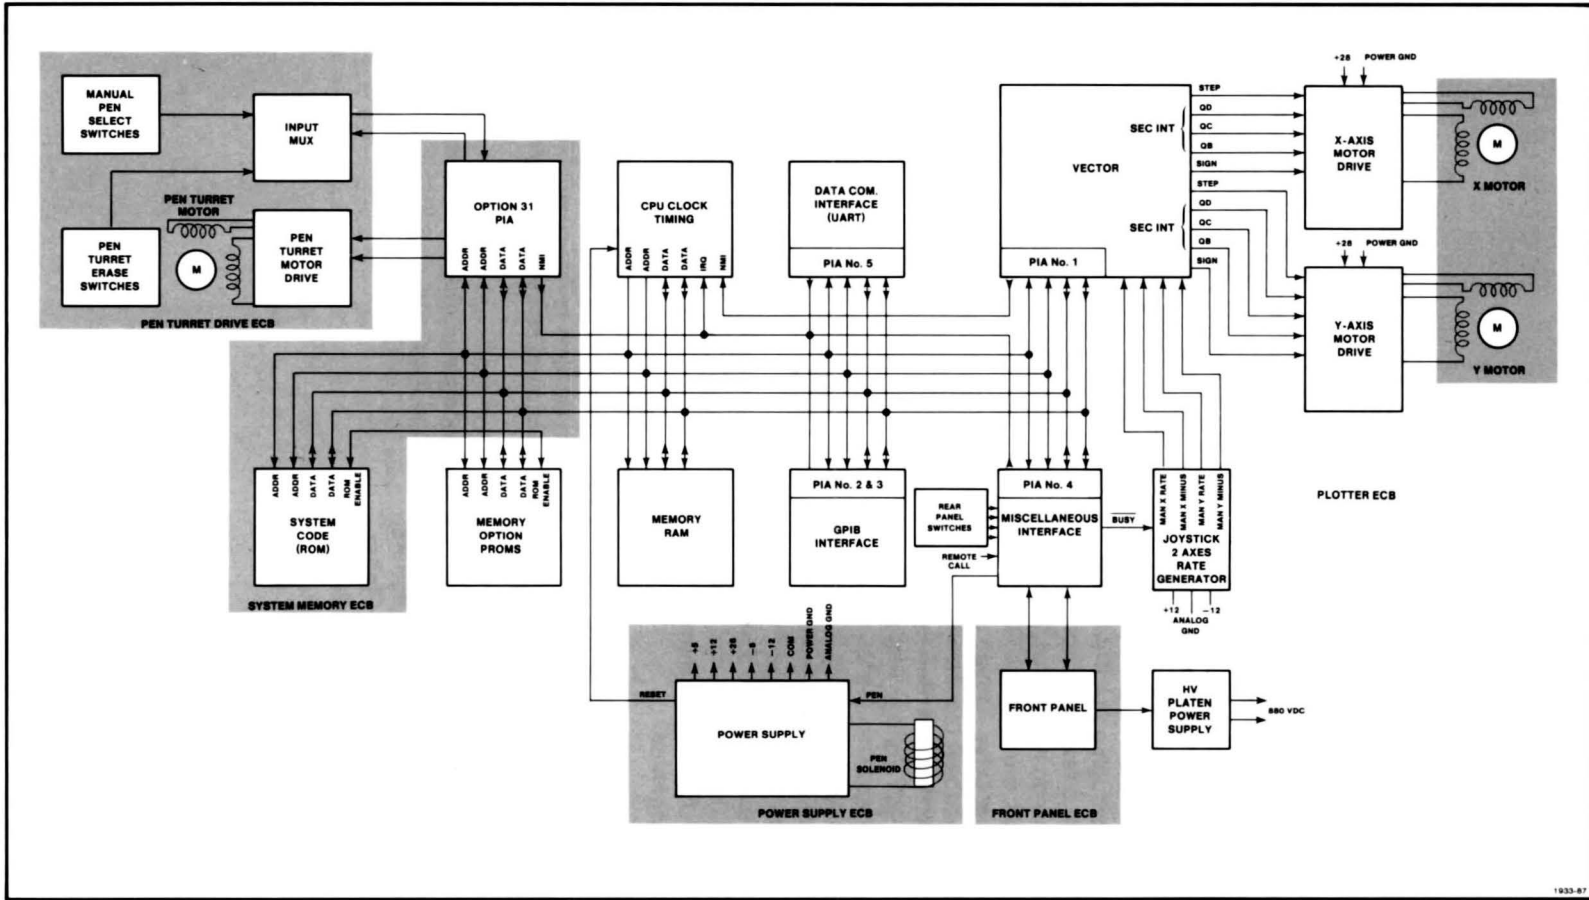 MANUAL
PEN
SELECT
SWITCHES
INPUT
MUX
PEN TURRET
MOTOR
PEN
TURRET
ERASE
SWITCHES
M
PEN
TURRET
MOTOR
DRIVE
PEN TURRET DRIVE ECB
OPTION 31
PIA
ADDR
ADDR
DATA
DATA
NMI
CPU CLOCK
TIMING
ADDR
ADDR
DATA
DATA
IRQ
NMI
DATA COM.
INTERFACE
(UART)
PIA No. 5
VECTOR
SEC INT
SEC INT
PIA No. 1
STEP
QD
QC
QB
SIGN
STEP
QD
QC
QB
SIGN
+28
POWER GND
X-AXIS
MOTOR
DRIVE
M
X MOTOR
+28
POWER GND
Y-AXIS
MOTOR
DRIVE
M
Y MOTOR
ADDR
ADDR
DATA
DATA
ROM
ENABLE
SYSTEM
CODE
(ROM)
SYSTEM MEMORY ECB
ADDR
ADDR
DATA
DATA
ROM
ENABLE
MEMORY
OPTION
PROMS
MEMORY
RAM
PIA No. 2 & 3
GPIB
INTERFACE
REAR
PANEL
SWITCHES
REMOTE
CALL
PIA No. 4
MISCELLANEOUS
INTERFACE
BUSY
MAN X RATE
MAN X MINUS
MAN Y RATE
MAN Y MINUS
JOYSTICK
2 AXES
RATE
GENERATOR
+12
-12
ANALOG
GND
PLOTTER ECB
+5
+12
+28
-5
-12
COM
POWER GND
ANALOG GND
RESET
PEN
POWER SUPPLY
PEN
SOLENOID
POWER SUPPLY ECB
FRONT PANEL
FRONT PANEL ECB
HV
PLATEN
POWER
SUPPLY
880 VDC
1933-87